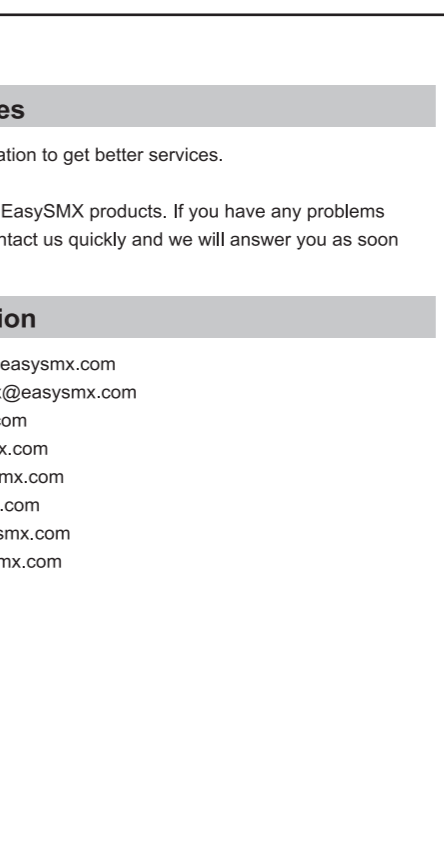 es
ation to get better services.
EasySMX products. If you have any problems
ntact us quickly and we will answer you as soon
ion
easysmx.com
@easysmx.com
com
x.com
mx.com
.com
smx.com
mx.com